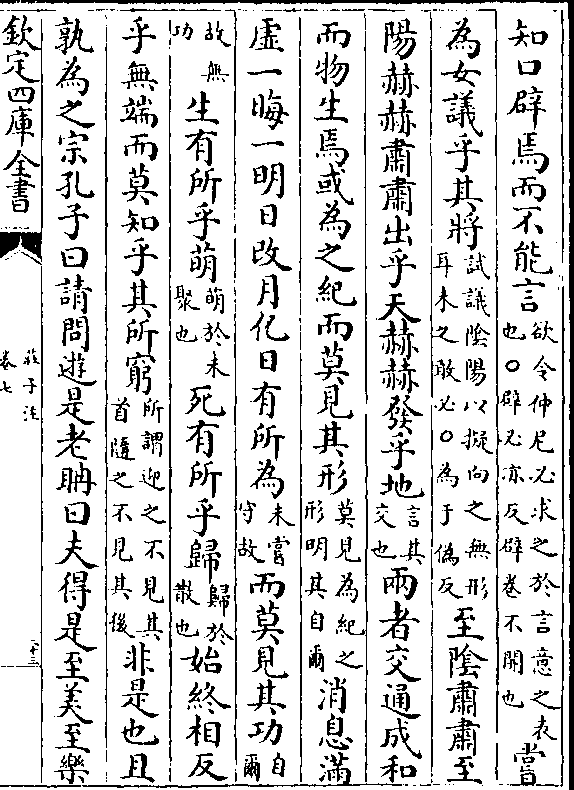 知口辟焉而不能言欲令仲尼必求之於言意之表也○辟必亦反辟卷不開也嘗
為女議乎其將試議陰陽以擬向之無形耳未之敢必○為于偽反至陰肅肅至
陽赫赫肅肅出乎天赫赫發乎地言其交也兩者交通成和
而物生焉或為之紀而莫見其形莫見為紀之形明其自爾消息滿
虛一晦一明日改月化日有所為未嘗守故而莫見其功自爾
故無功生有所乎萌萌於未聚也死有所乎歸歸於散也始終相反
乎無端而莫知乎其所窮所謂迎之不見其首隨之不見其後非是也且
孰為之宗孔子曰請問遊是老聃曰夫得是至美至樂
欽定四庫全書
莊子注
卷七
二十三